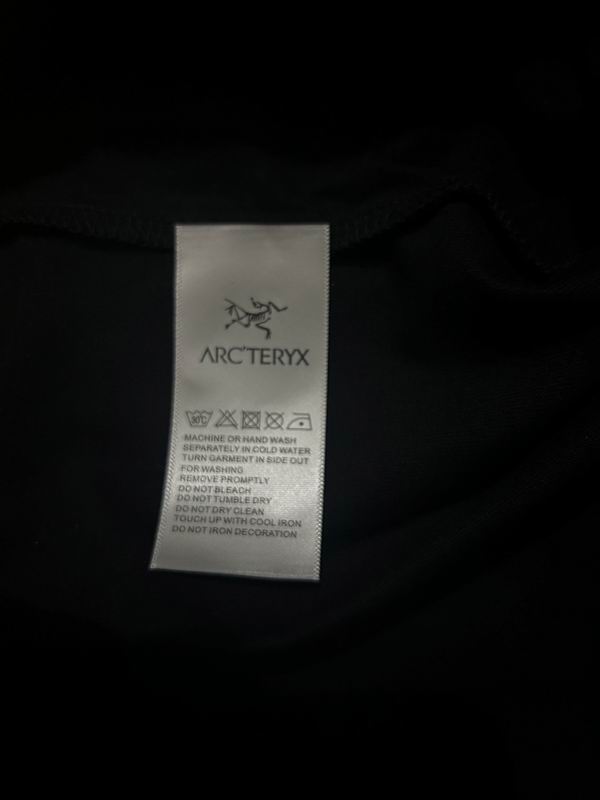 ARC'TERYX
30°C
MACHINE OR HAND WASH
SEPARATELY IN COLD WATER
TURN GARMENT IN SIDE OUT
FOR WASHING
REMOVE PROMPTLY
DO NOT BLEACH
DO NOT TUMBLE DRY
DO NOT DRY CLEAN
TOUCH UP WITH COOL IRON
DO NOT IRON DECORATION